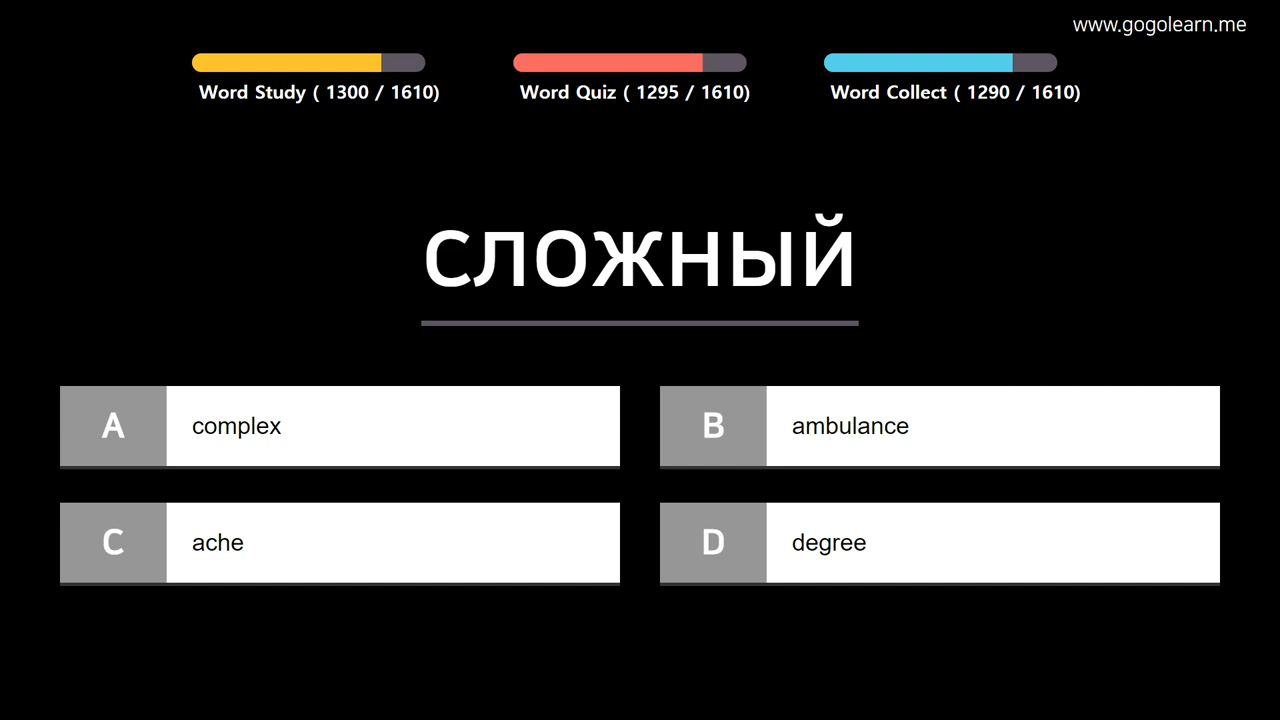 www.gogolearn.me
Word Study ( 1300 / 1610)
Word Quiz ( 1295 / 1610)
Word Collect ( 1290 / 1610)
сложный
A complex
B ambulance
C ache
D degree